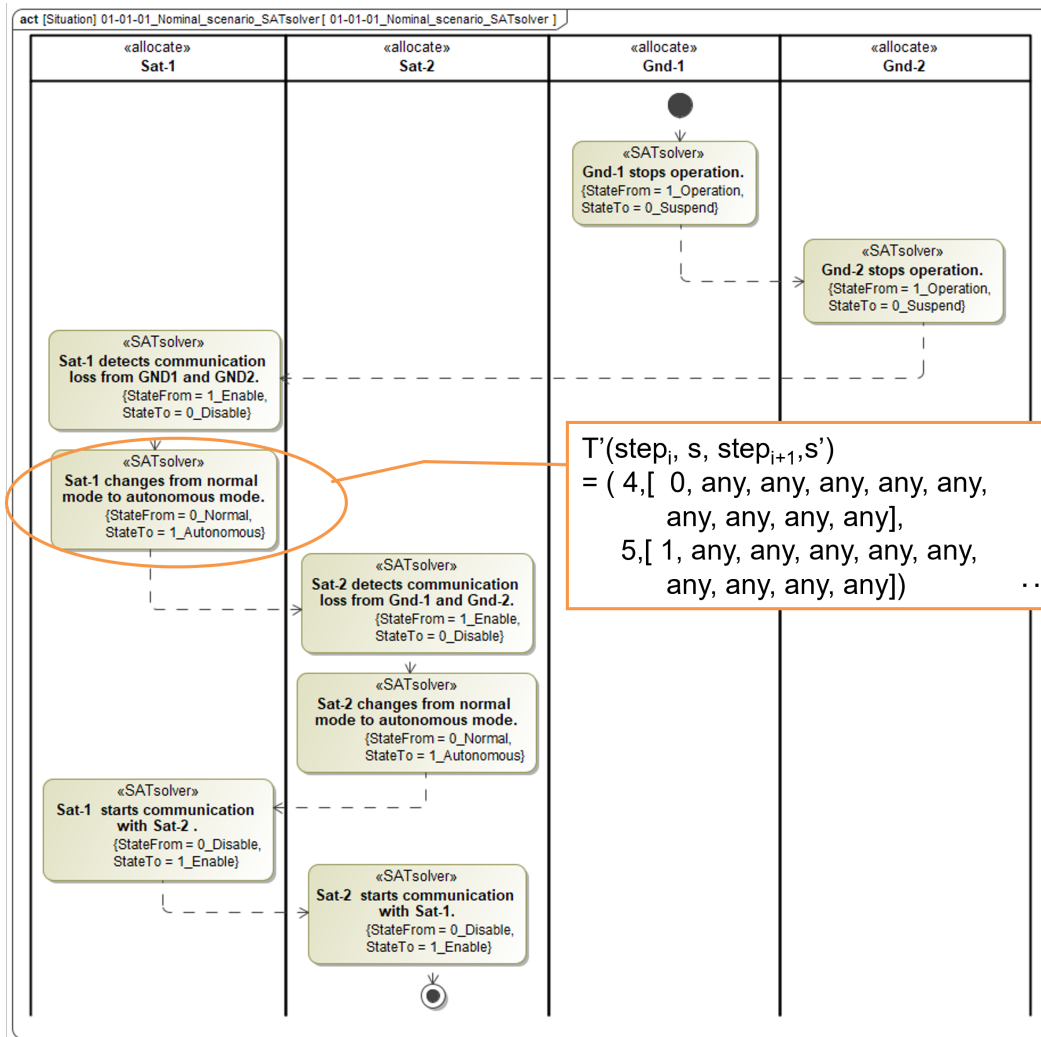 act [Situation] 01-01-01_Nominal_scenario_SATsolver [ 01-01-01_Nominal_scenario_SATsolver ]
«allocate»
Sat-1
«allocate»
Sat-2
«allocate»
Gnd-1
«allocate»
Gnd-2
«SATsolver»
Gnd-1 stops operation.
{StateFrom = 1_Operation,
StateTo = 0_Suspend}
«SATsolver»
Gnd-2 stops operation.
{StateFrom = 1_Operation,
StateTo = 0_Suspend}
«SATsolver»
Sat-1 detects communication
loss from GND1 and GND2.
{StateFrom = 1_Enable,
StateTo = 0_Disable}
«SATsolver»
Sat-1 changes from normal
mode to autonomous mode.
{StateFrom = 0_Normal,
StateTo = 1_Autonomous}
T’(stepᵢ, s, stepᵢ₊₁,s’)
= ( 4,[ 0, any, any, any, any, any,
any, any, any, any],
5,[ 1, any, any, any, any, any,
any, any, any, any])
..
«SATsolver»
Sat-2 detects communication
loss from Gnd-1 and Gnd-2.
{StateFrom = 1_Enable,
StateTo = 0_Disable}
«SATsolver»
Sat-2 changes from normal
mode to autonomous mode.
{StateFrom = 0_Normal,
StateTo = 1_Autonomous}
«SATsolver»
Sat-1 starts communication
with Sat-2 .
{StateFrom = 0_Disable,
StateTo = 1_Enable}
«SATsolver»
Sat-2 starts communication
with Sat-1.
{StateFrom = 0_Disable,
StateTo = 1_Enable}